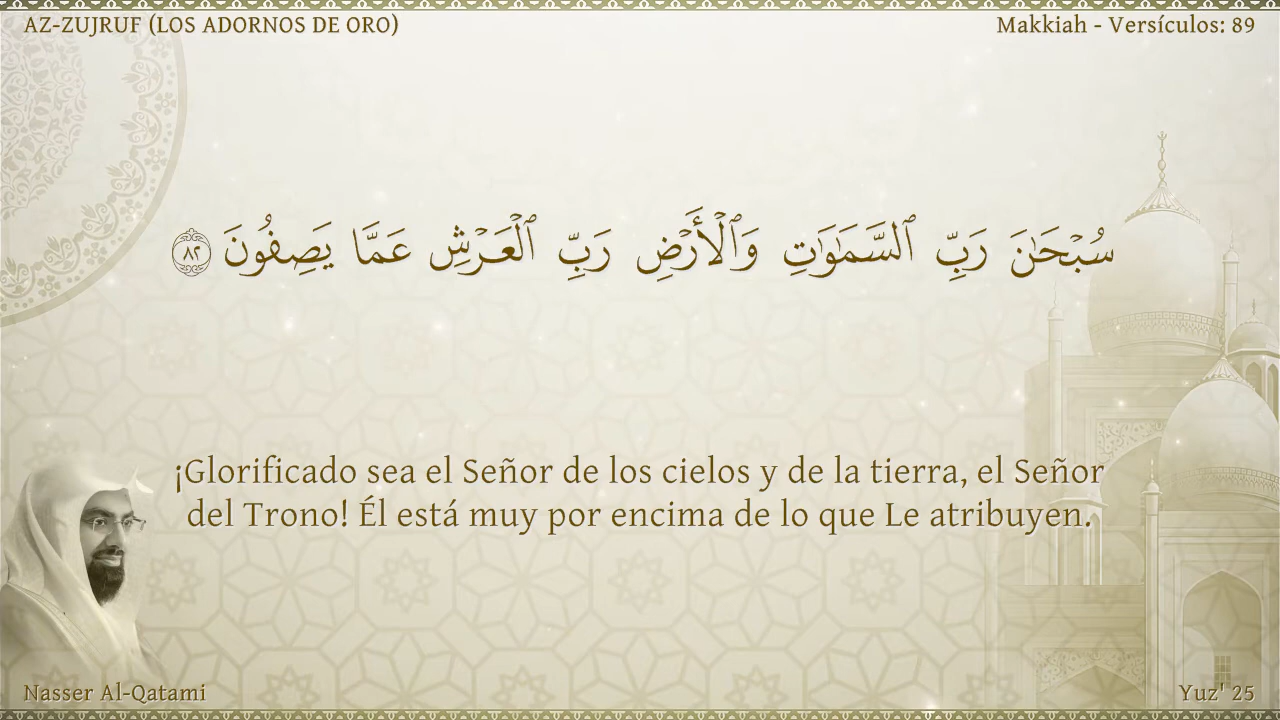 AZ-ZUJRUF (LOS ADORNOS DE ORO)
Makkiah - Versículos: 89
سُبْحَٰنَ رَبِّ ٱلسَّمَٰوَٰتِ وَٱلْأَرْضِ رَبِّ ٱلْعَرْشِ عَمَّا يَصِفُونَ ٨٢
¡Glorificado sea el Señor de los cielos y de la tierra, el Señor
del Trono! Él está muy por encima de lo que Le atribuyen.
Nasser Al-Qatami
Yuz' 25